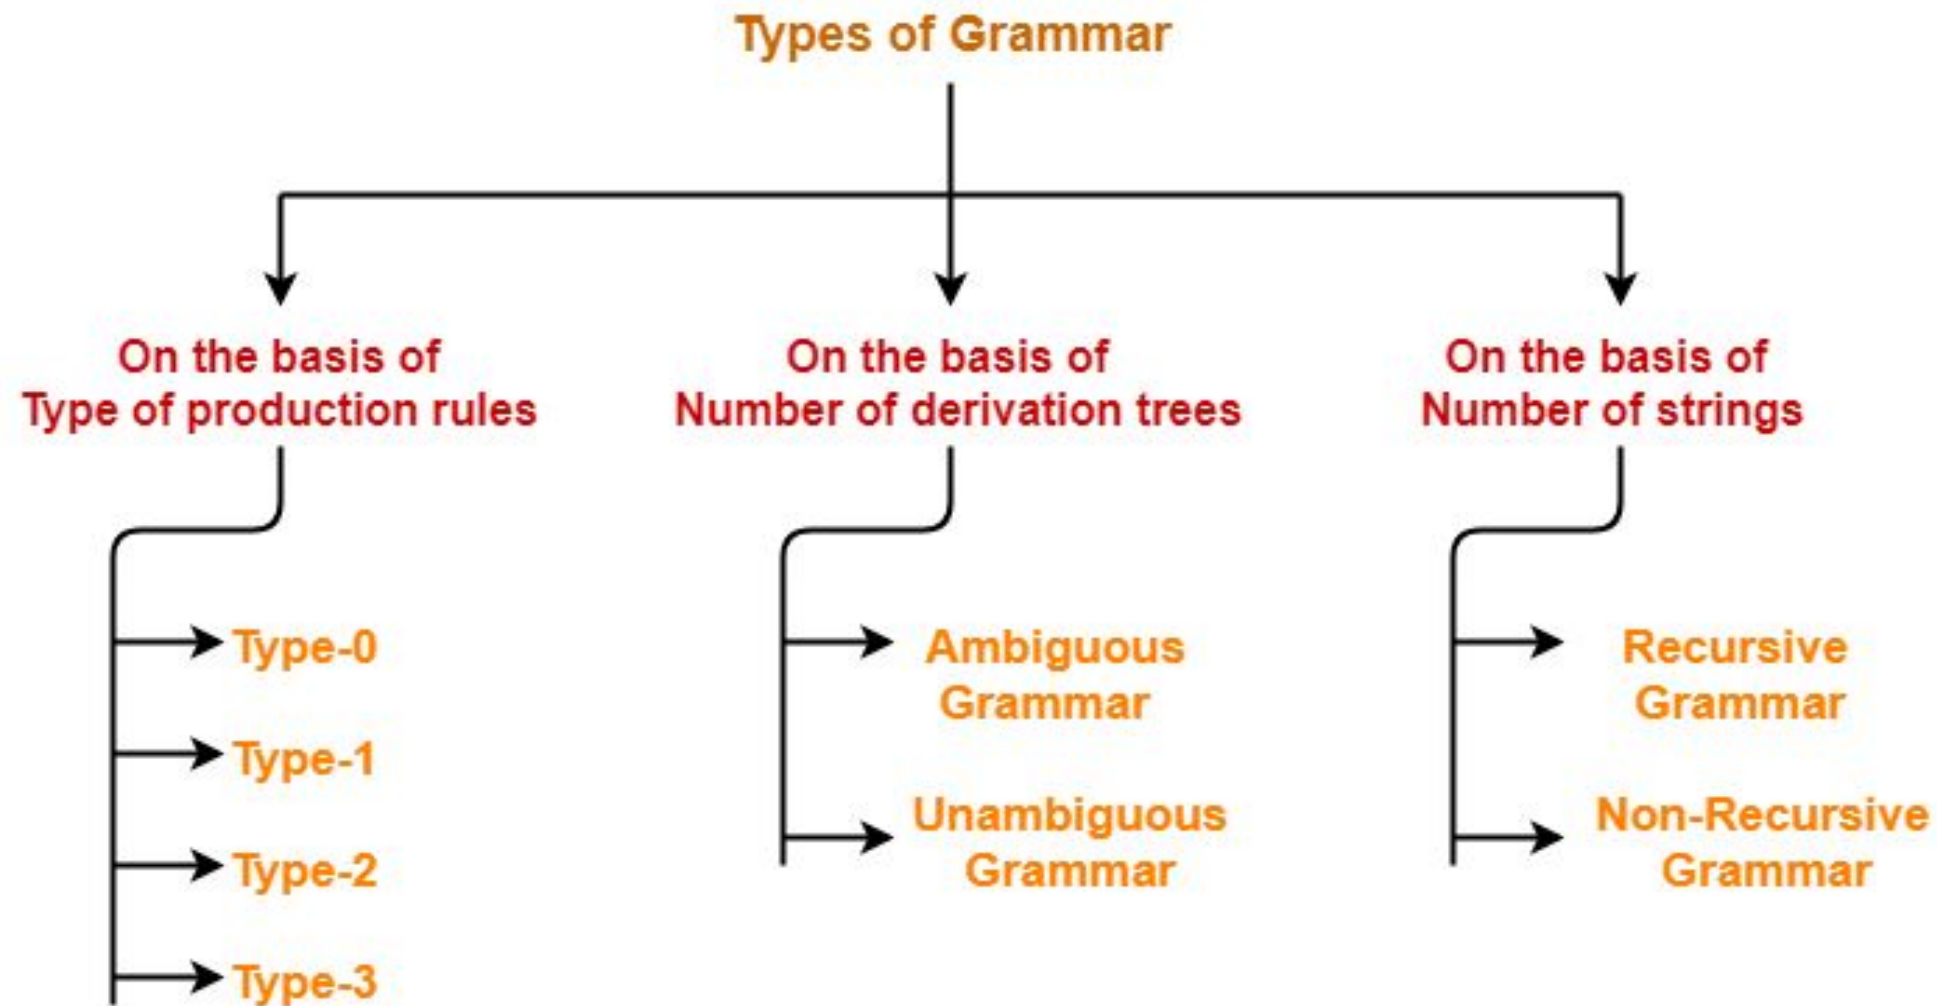 Types of Grammar
On the basis of
Type of production rules
On the basis of
Number of derivation trees
On the basis of
Number of strings
Type-0
Type-1
Type-2
Type-3
Ambiguous
Grammar
Unambiguous
Grammar
Recursive
Grammar
Non-Recursive
Grammar